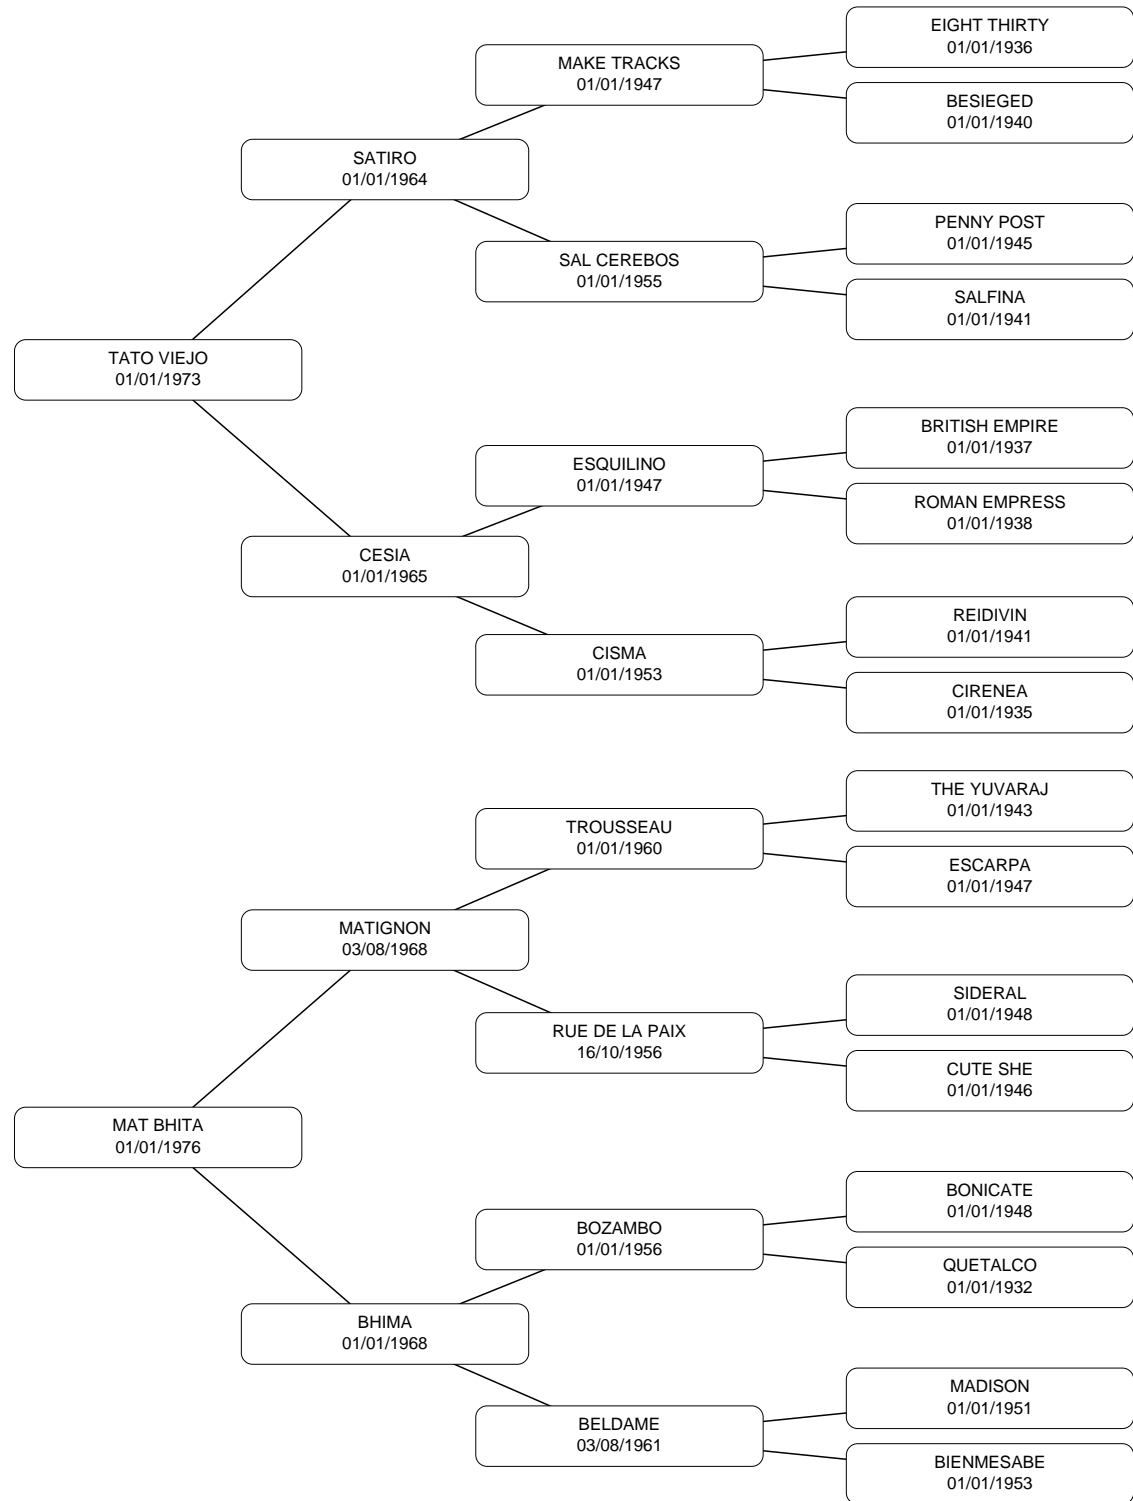 EIGHT THIRTY
01/01/1936
MAKE TRACKS
01/01/1947
BESIEGED
01/01/1940
SATIRO
01/01/1964
PENNY POST
01/01/1945
SAL CEREBOS
01/01/1955
SALFINA
01/01/1941
TATO VIEJO
01/01/1973
BRITISH EMPIRE
01/01/1937
ESQUILINO
01/01/1947
ROMAN EMPRESS
01/01/1938
CESIA
01/01/1965
REIDIVIN
01/01/1941
CISMA
01/01/1953
CIRENEA
01/01/1935
THE YUVARAJ
01/01/1943
TROUSSEAU
01/01/1960
ESCARPA
01/01/1947
MATIGNON
03/08/1968
SIDERAL
01/01/1948
RUE DE LA PAIX
16/10/1956
CUTE SHE
01/01/1946
MAT BHITA
01/01/1976
BONICATE
01/01/1948
BOZAMBO
01/01/1956
QUETALCO
01/01/1932
BHIMA
01/01/1968
MADISON
01/01/1951
BELDAME
03/08/1961
BIENMESABE
01/01/1953